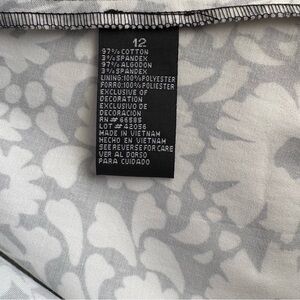 12
97% COTTON
3% SPANDEX
97% ALGODON
3% SPANDEX
LINING:100% POLYESTER
FORRO:100% POLIESTER
EXCLUSIVE OF
DECORATION
EXCLUSIVO DE
DECORACION
RN # 66585
LOT # 42056
MADE IN VIETNAM
HECHO EN VIETNAM
SEE REVERSE FOR CARE
VER AL DORSO
PARA CUIDADO